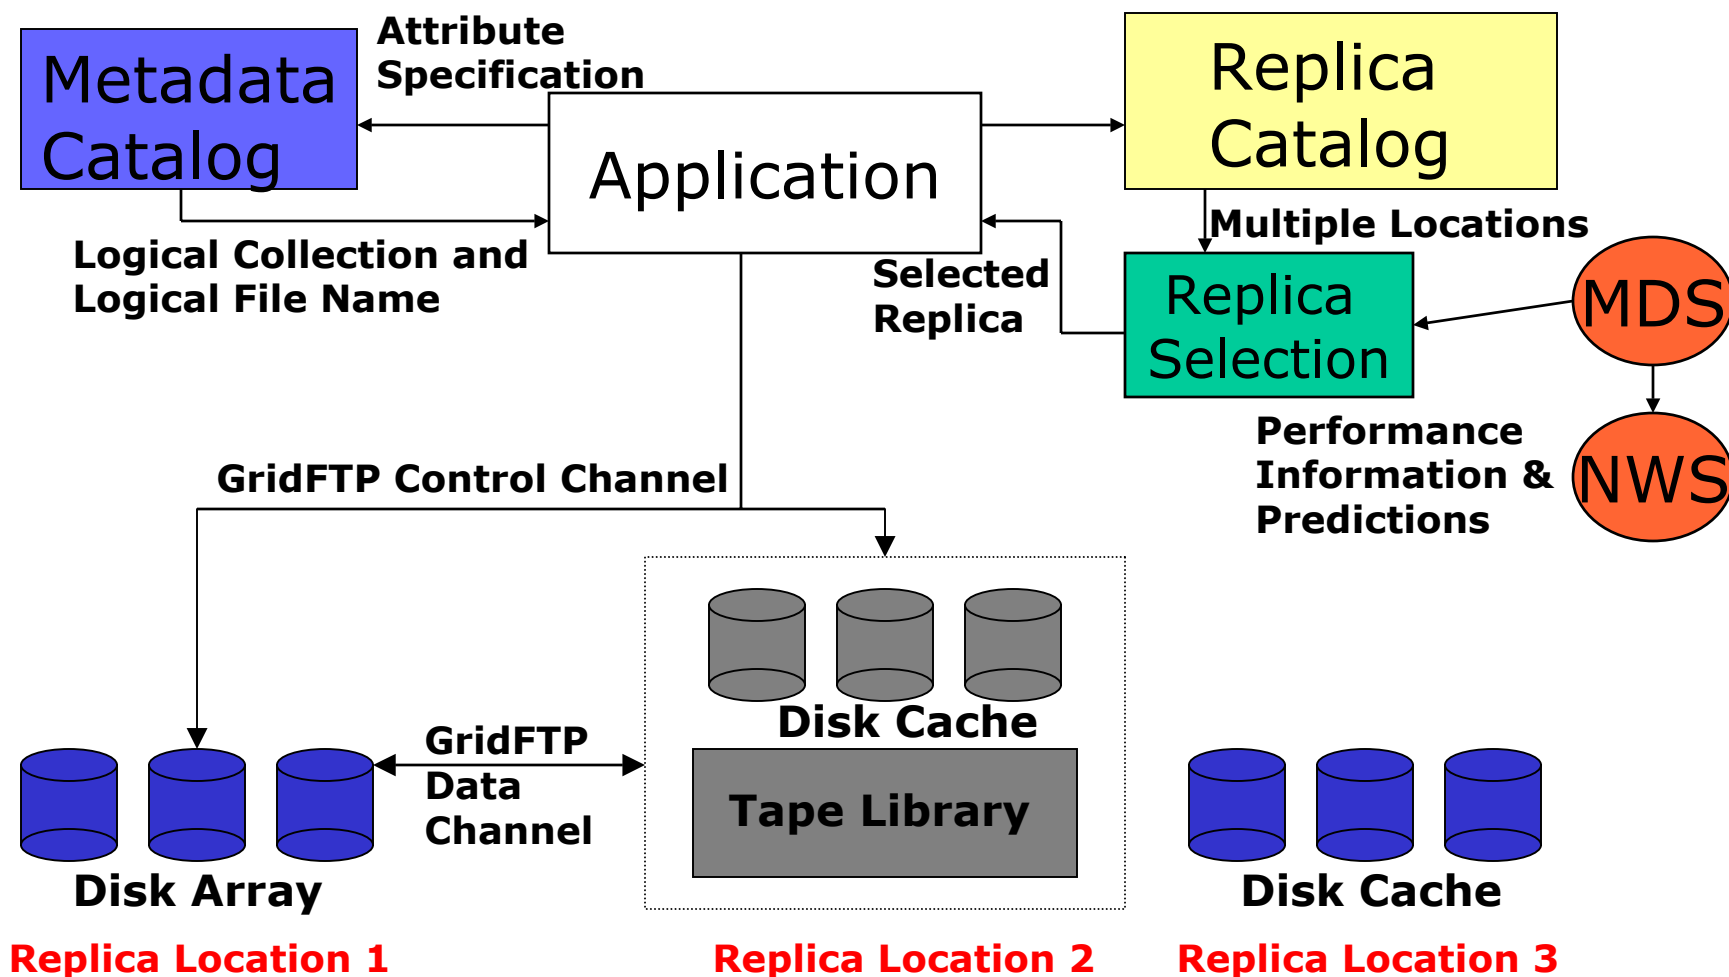 Metadata
Catalog
Attribute
Specification
Application
Replica
Catalog
Logical Collection and
Logical File Name
Selected
Replica
Multiple Locations
Replica
Selection
MDS
NWS
Performance
Information &
Predictions
GridFTP Control Channel
Disk Cache
Tape Library
GridFTP
Data
Channel
Disk Array
Disk Cache
Replica Location 1
Replica Location 2
Replica Location 3